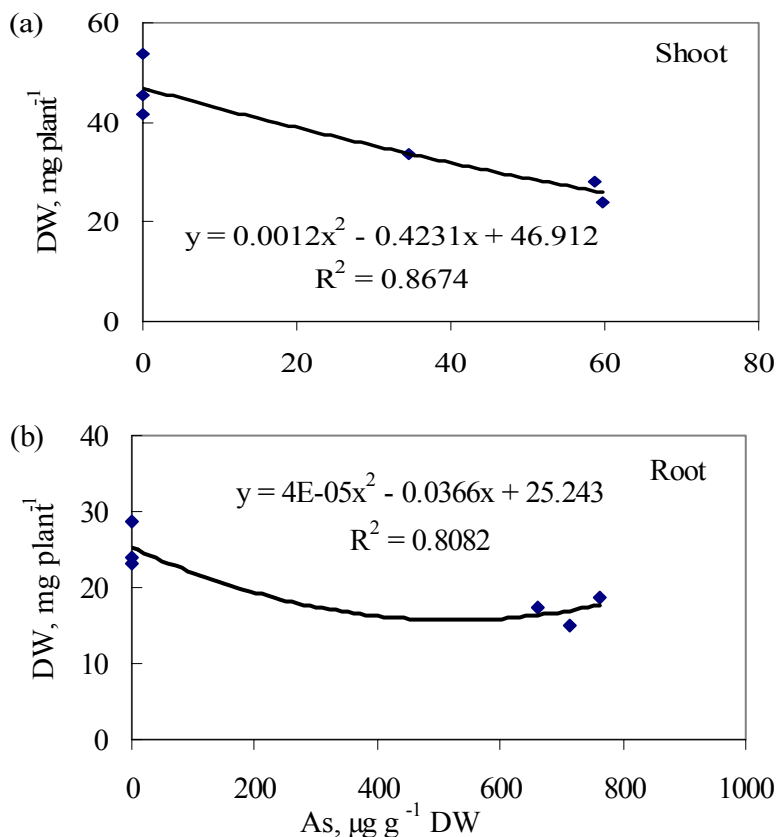 (a)
60
Shoot
40
DW, mg plant⁻¹
20
y = 0.0012x² - 0.4231x + 46.912
R² = 0.8674
0
0 20 40 60 80
(b)
40
Root
y = 4E-05x² - 0.0366x + 25.243
30
R² = 0.8082
DW, mg plant⁻¹
20
10
0
0 200 400 600 800 1000
As, µg g⁻¹ DW